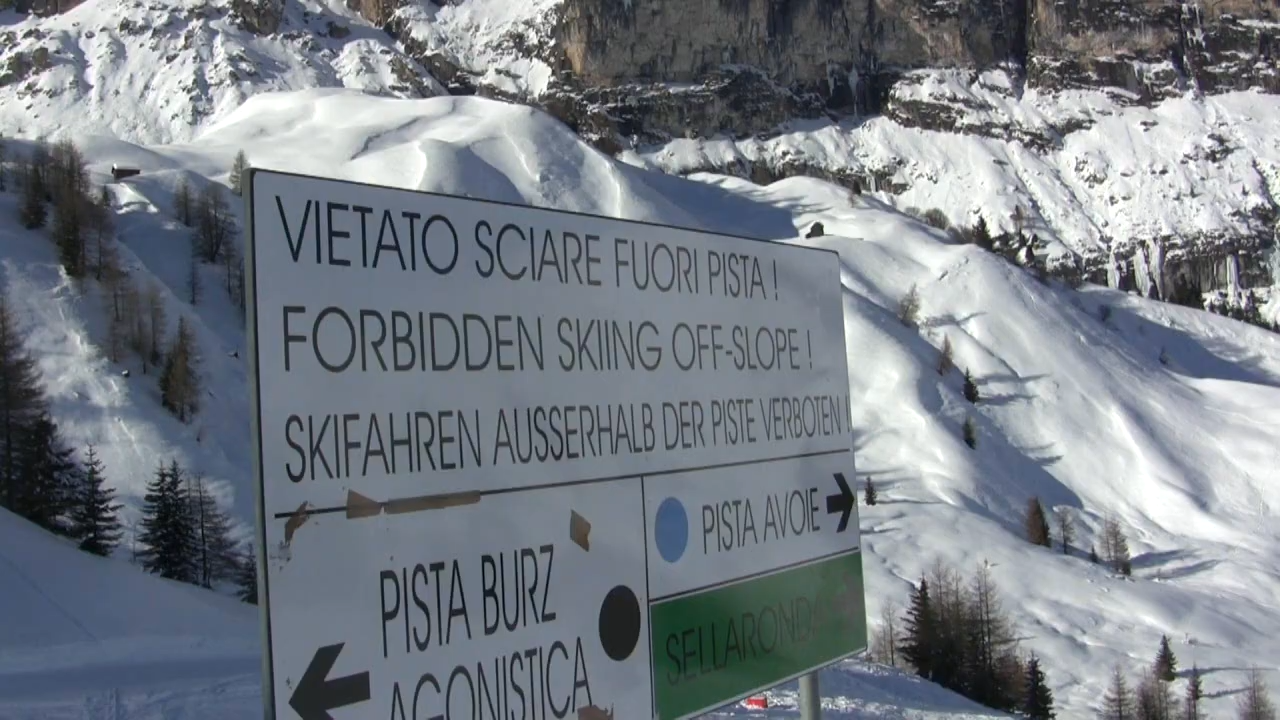 VIETATO SCIARE FUORI PISTA !
FORBIDDEN SKIING OFF-SLOPE !
SKIFAHREN AUSSERHALB DER PISTE VERBOTEN !
PISTA AVOIE
PISTA BURZ
AGONISTICA
SELLARONDA